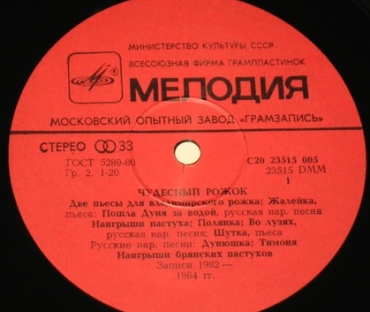 МИНИСТЕРСТВО КУЛЬТУРЫ СССР
ВСЕСОЮЗНАЯ ФИРМА ГРАМПЛАСТИНОК
МЕЛОДИЯ
МОСКОВСКИЙ ОПЫТНЫЙ ЗАВОД «ГРАМЗАПИСЬ»
СТЕРЕО 33
ГОСТ 5289-80
Гр. 2. 1-20
С20 23515 005
23515 DMM
1
ЧУДЕСНЫЙ РОЖОК
Две пьесы для владимирского рожка; Жалейка,
пьеса; Пошла Дуня за водой, русская нар. песня
Наигрыши пастуха: Полянка; Во лузях,
русская нар. песня; Шутка, пьеса
Русские нар. песни: Дунюшка; Тимоня
Наигрыши брянских пастухов
Записи 1982 —
1984 гг.